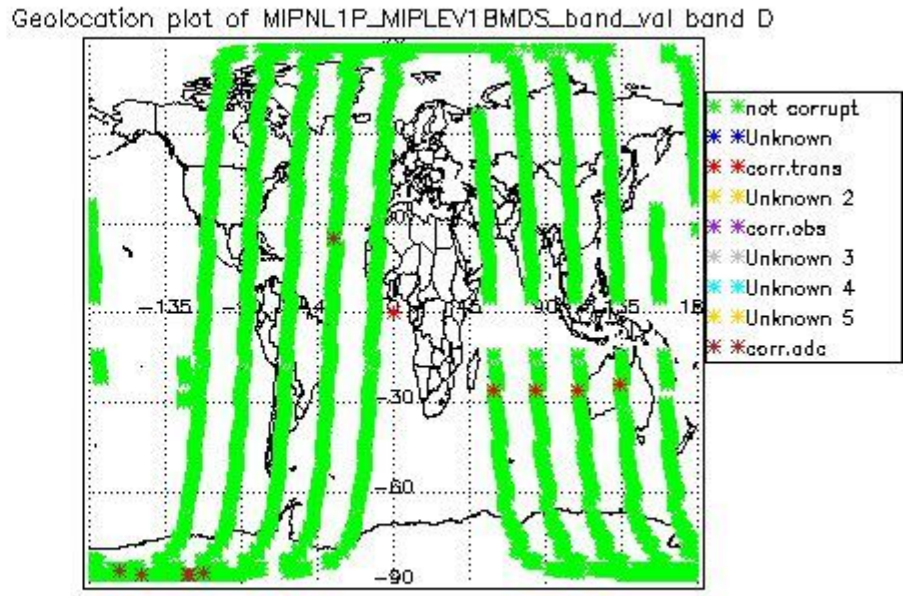 Geolocation plot of MIPNL1P_MIPLEV1BMDS_band_val band D
not corrupt
Unknown
corr.trans
Unknown 2
corr.obs
Unknown 3
Unknown 4
Unknown 5
corr.adc
-135
90
-30
-60
-90